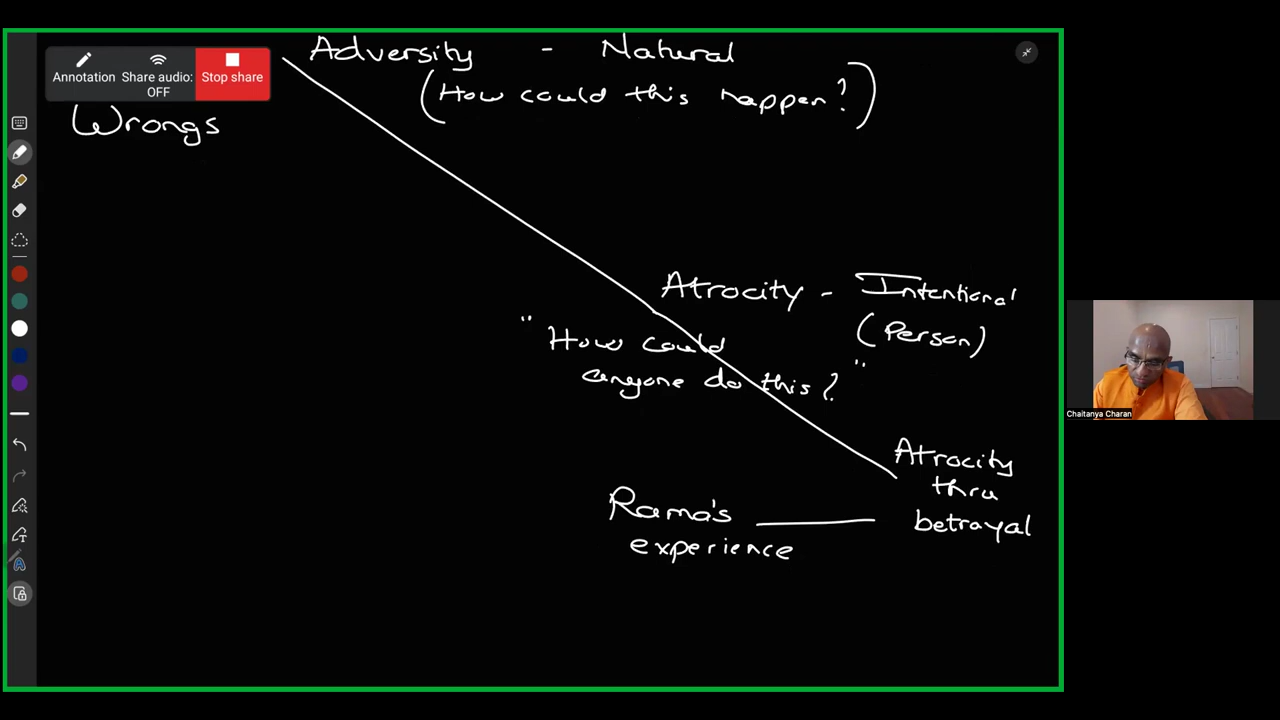 Adversity - Natural
(How could this happen?)
Annotation
Share audio:
OFF
Stop share
Wrongs
Atrocity - Intentional
(Person)
"How could
anyone do this?"
Atrocity
thru
betrayal
Rama's
experience
Chaitanya Charan